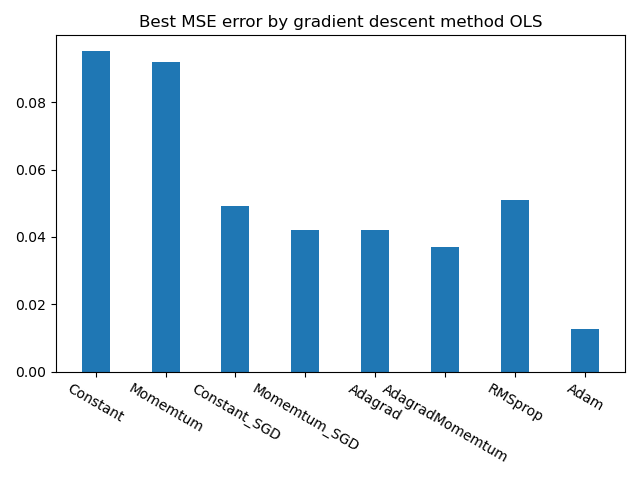 Best MSE error by gradient descent method OLS
0.08
0.06
0.04
0.02
0.00
Constant
Momemtum
Constant_SGD
Momemtum_SGD
Adagrad
AdagradMomemtum
RMSprop
Adam